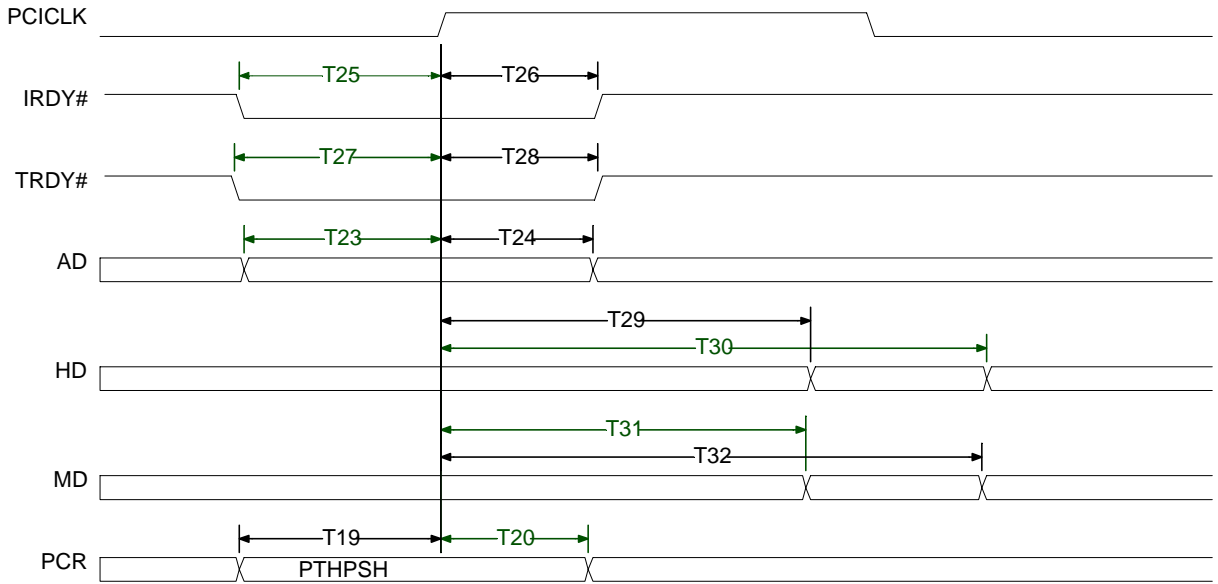 PCICLK
T25 T26
IRDY#
T27 T28
TRDY#
T23 T24
AD
T29
T30
HD
T31
T32
MD
T19 T20
PCR PTHPSH